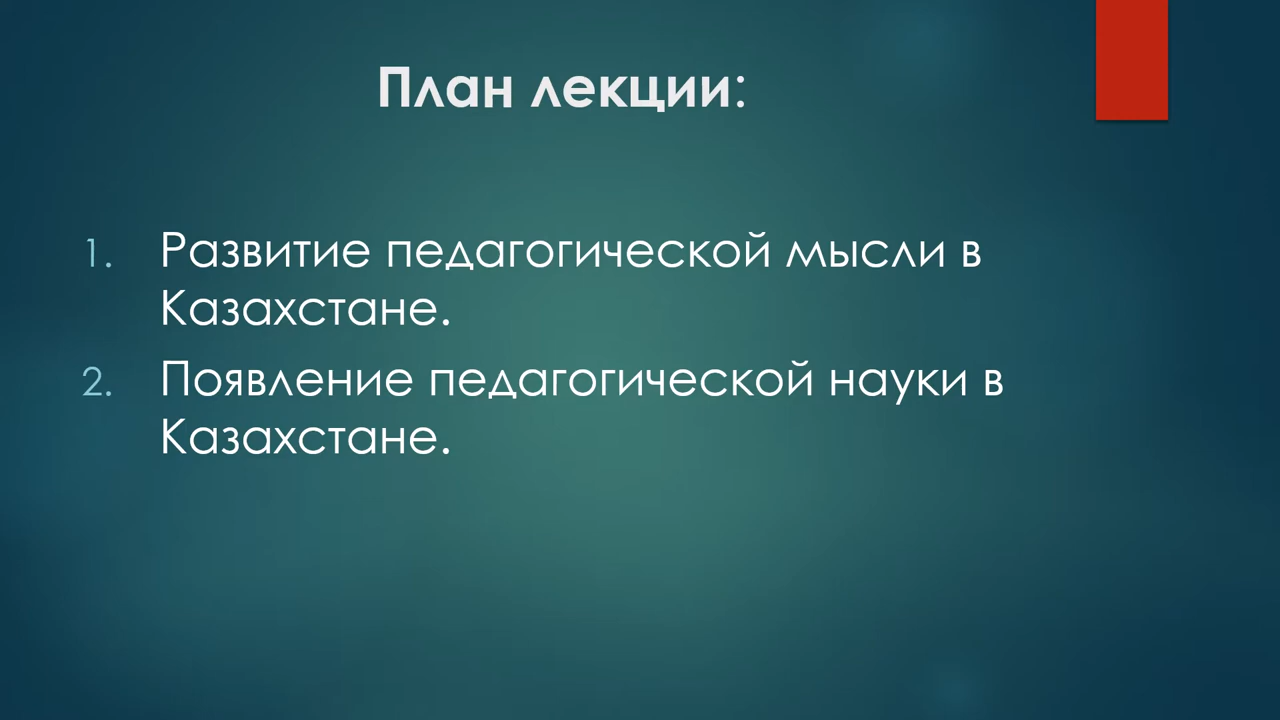 План лекции:
1. Развитие педагогической мысли в
Казахстане.
2. Появление педагогической науки в
Казахстане.